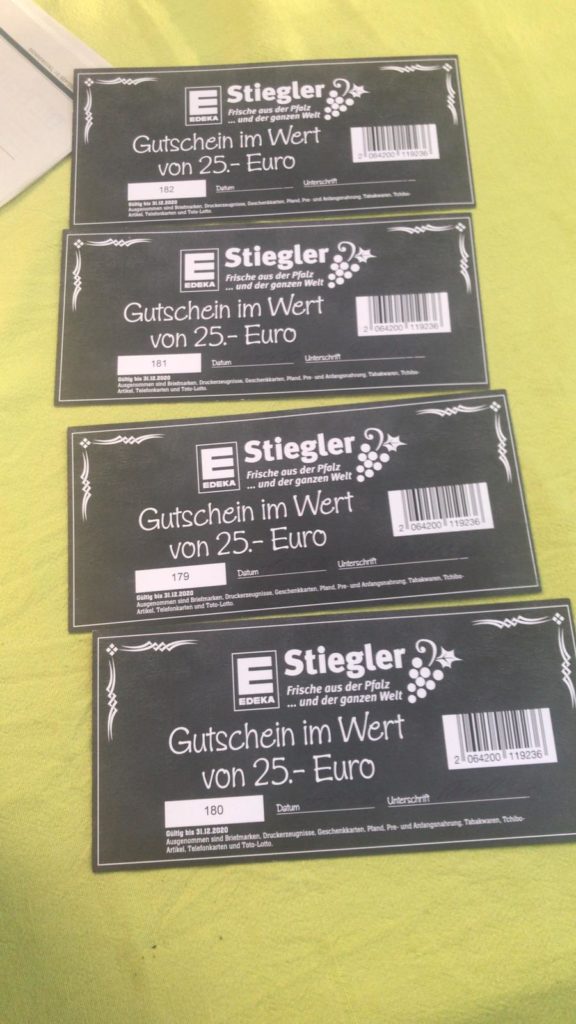 E
EDEKA
Stiegler
Frische aus der Pfalz
... und der ganzen Welt
Gutschein im Wert
von 25.- Euro
2 064200 119236
182
Datum
Unterschrift
Gültig bis 31.12.2020
Ausgenommen sind Briefmarken, Druckerzeugnisse, Geschenkkarten, Pfand, Pre- und Anfangsnahrung, Tabakwaren, Tchibo-
Artikel, Telefonkarten und Toto-Lotto.
E
EDEKA
Stiegler
Frische aus der Pfalz
... und der ganzen Welt
Gutschein im Wert
von 25.- Euro
2 064200 119236
181
Datum
Unterschrift
Gültig bis 31.12.2020
Ausgenommen sind Briefmarken, Druckerzeugnisse, Geschenkkarten, Pfand, Pre- und Anfangsnahrung, Tabakwaren, Tchibo-
Artikel, Telefonkarten und Toto-Lotto.
E
EDEKA
Stiegler
Frische aus der Pfalz
... und der ganzen Welt
Gutschein im Wert
von 25.- Euro
2 064200 119236
179
Datum
Unterschrift
Gültig bis 31.12.2020
Ausgenommen sind Briefmarken, Druckerzeugnisse, Geschenkkarten, Pfand, Pre- und Anfangsnahrung, Tabakwaren, Tchibo-
Artikel, Telefonkarten und Toto-Lotto.
E
EDEKA
Stiegler
Frische aus der Pfalz
... und der ganzen Welt
Gutschein im Wert
von 25.- Euro
2 064200 119236
180
Datum
Unterschrift
Gültig bis 31.12.2020
Ausgenommen sind Briefmarken, Druckerzeugnisse, Geschenkkarten, Pfand, Pre- und Anfangsnahrung, Tabakwaren, Tchibo-
Artikel, Telefonkarten und Toto-Lotto.